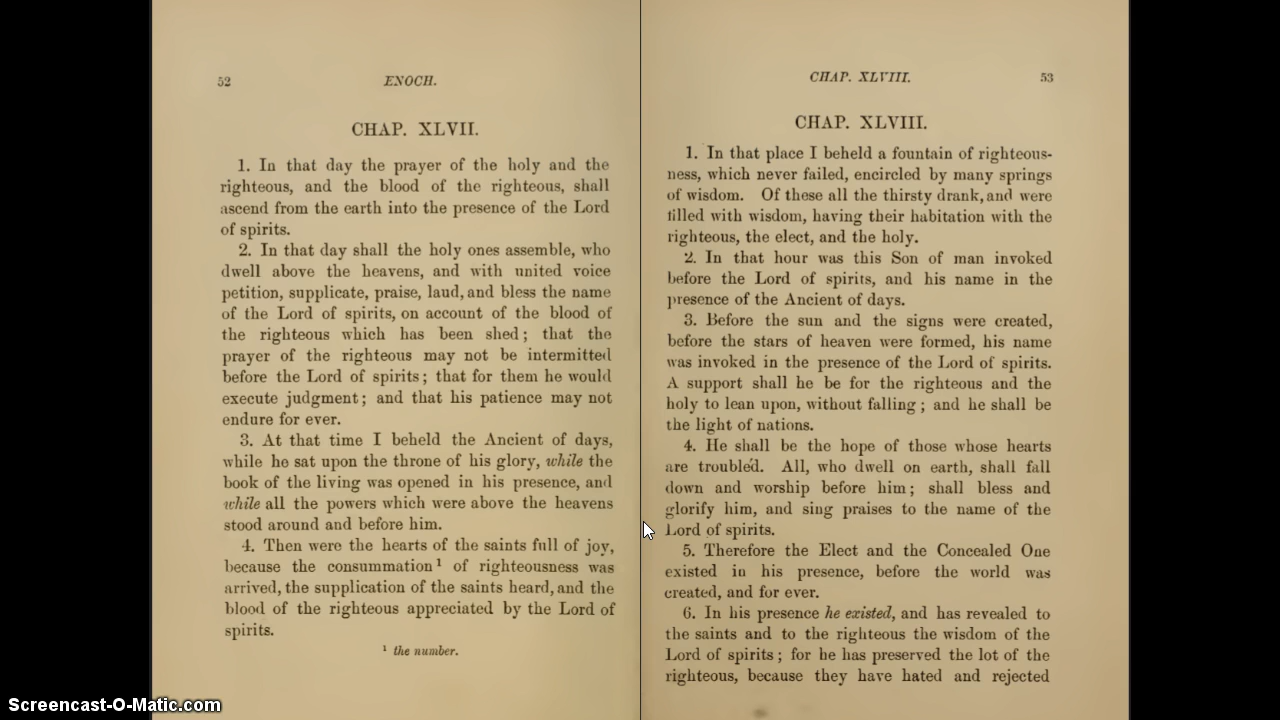 52
ENOCH.
CHAP. XLVII.
1. In that day the prayer of the holy and the
righteous, and the blood of the righteous, shall
ascend from the earth into the presence of the Lord
of spirits.
2. In that day shall the holy ones assemble, who
dwell above the heavens, and with united voice
petition, supplicate, praise, laud, and bless the name
of the Lord of spirits, on account of the blood of
the righteous which has been shed; that the
prayer of the righteous may not be intermitted
before the Lord of spirits; that for them he would
execute judgment; and that his patience may not
endure for ever.
3. At that time I beheld the Ancient of days,
while he sat upon the throne of his glory, while the
book of the living was opened in his presence, and
while all the powers which were above the heavens
stood around and before him.
4. Then were the hearts of the saints full of joy,
because the consummation¹ of righteousness was
arrived, the supplication of the saints heard, and the
blood of the righteous appreciated by the Lord of
spirits.
¹ the number.
CHAP. XLVIII.
53
CHAP. XLVIII.
1. In that place I beheld a fountain of righteous-
ness, which never failed, encircled by many springs
of wisdom. Of these all the thirsty drank, and were
filled with wisdom, having their habitation with the
righteous, the elect, and the holy.
2. In that hour was this Son of man invoked
before the Lord of spirits, and his name in the
presence of the Ancient of days.
3. Before the sun and the signs were created,
before the stars of heaven were formed, his name
was invoked in the presence of the Lord of spirits.
A support shall he be for the righteous and the
holy to lean upon, without falling; and he shall be
the light of nations.
4. He shall be the hope of those whose hearts
are troubled. All, who dwell on earth, shall fall
down and worship before him; shall bless and
glorify him, and sing praises to the name of the
Lord of spirits.
5. Therefore the Elect and the Concealed One
existed in his presence, before the world was
created, and for ever.
6. In his presence he existed, and has revealed to
the saints and to the righteous the wisdom of the
Lord of spirits; for he has preserved the lot of the
righteous, because they have hated and rejected
Screencast-O-Matic.com